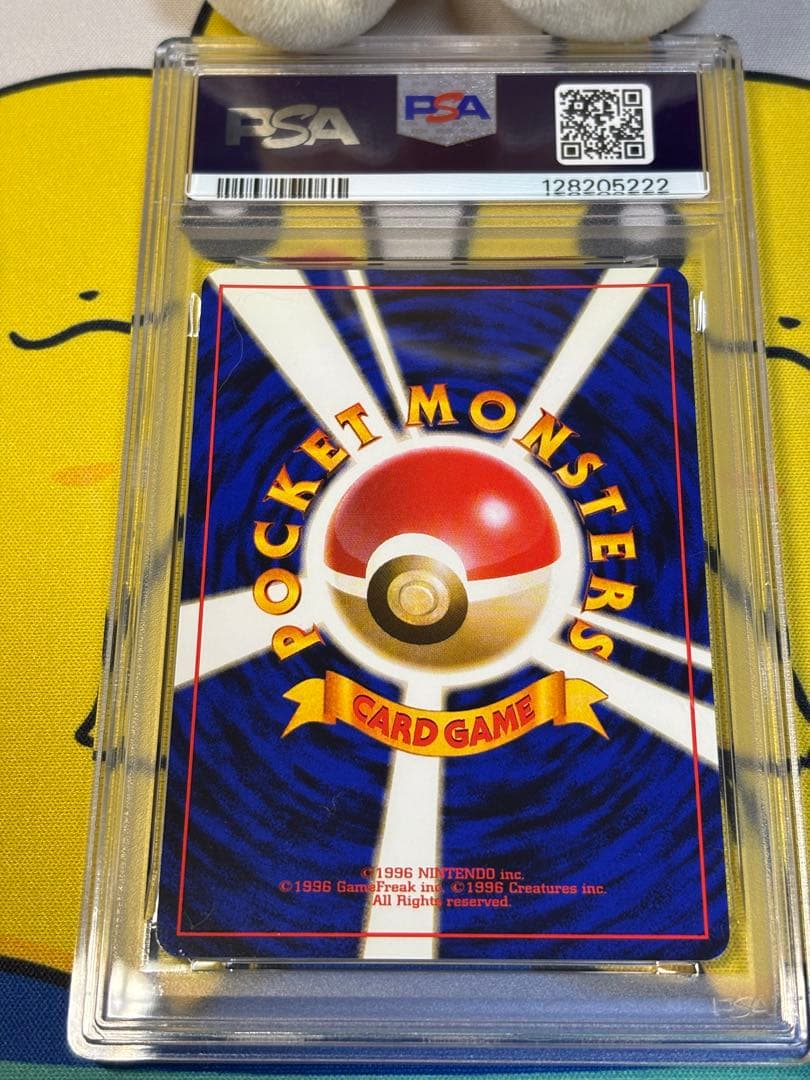 PSA
PSA
128205222
POCKET MONSTERS
CARD GAME
©1996 NINTENDO inc.
©1996 GameFreak inc. ©1996 Creatures inc.
All Rights reserved.
PSA